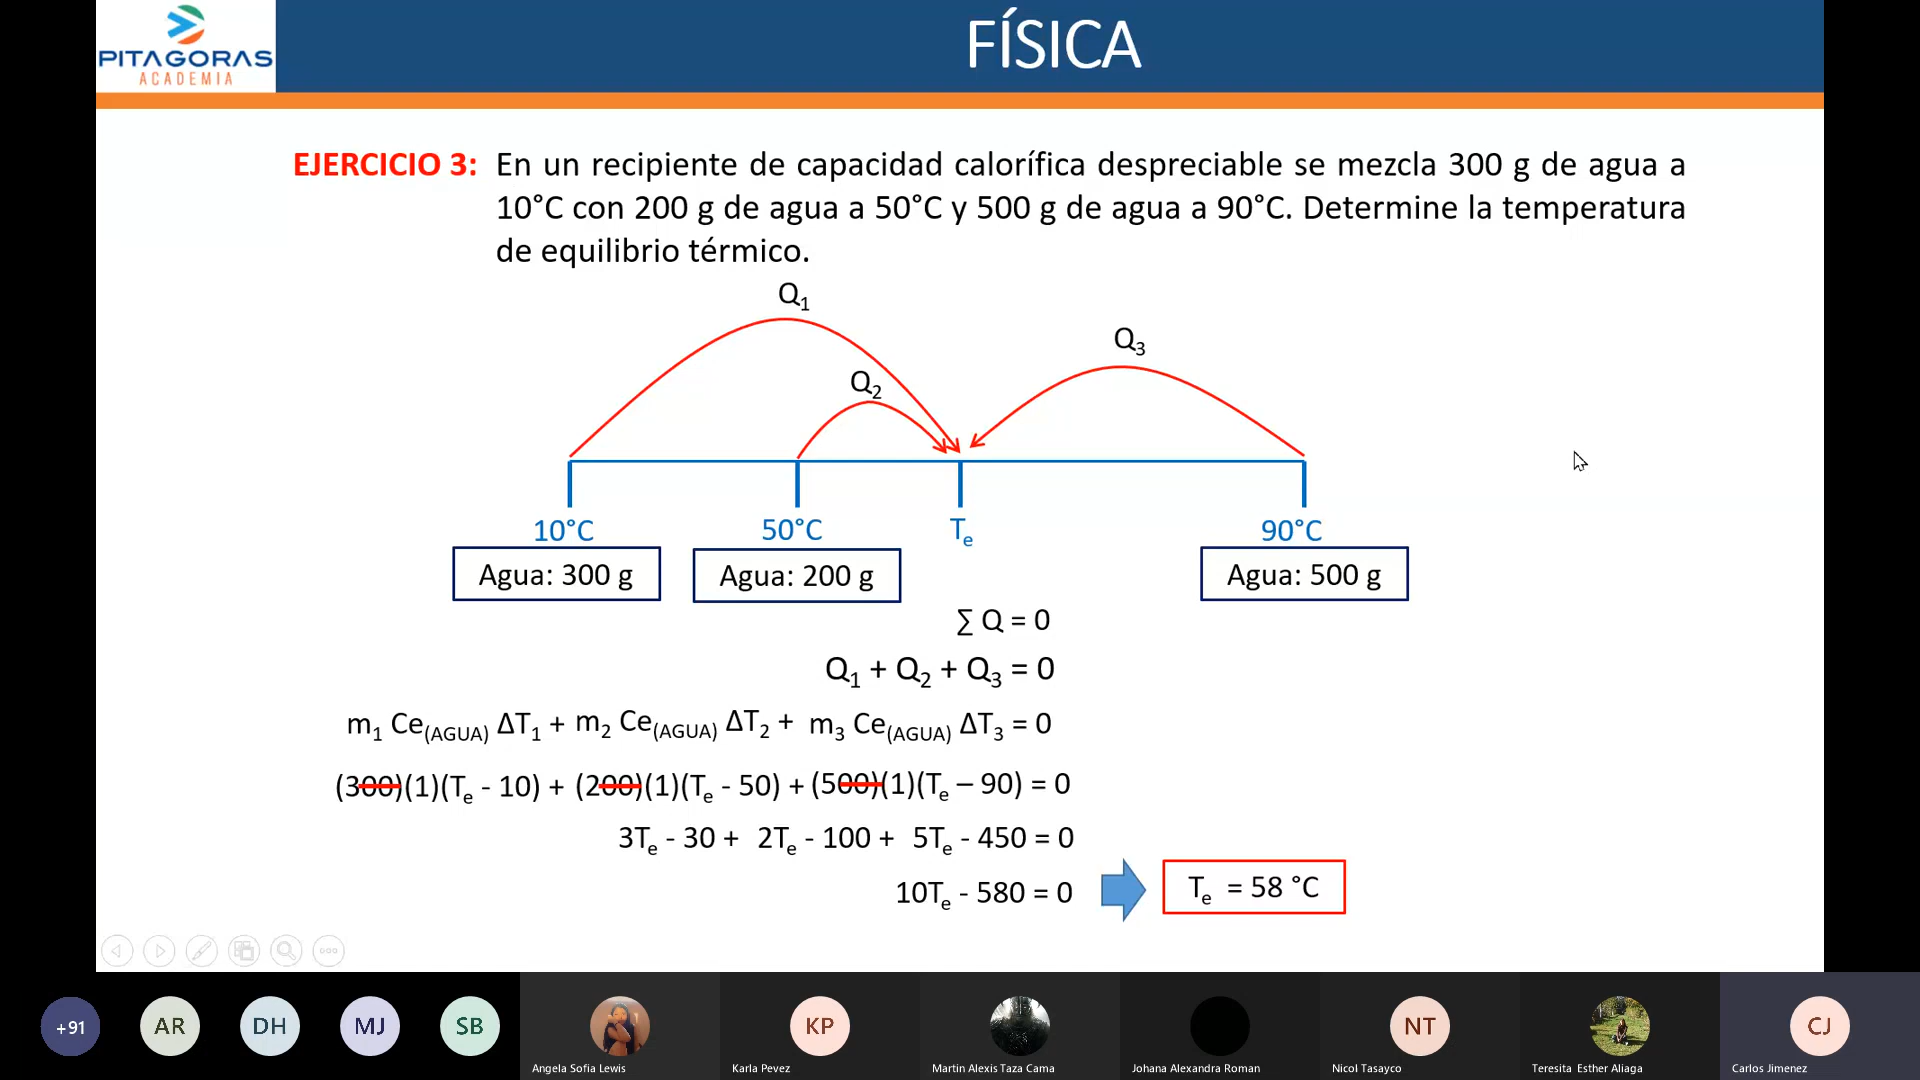 PITAGORAS
ACADEMIA
FÍSICA
EJERCICIO 3: En un recipiente de capacidad calorífica despreciable se mezcla 300 g de agua a
10°C con 200 g de agua a 50°C y 500 g de agua a 90°C. Determine la temperatura
de equilibrio térmico.
Q₁
Q₃
Q₂
10°C 50°C Tₑ 90°C
Agua: 300 g Agua: 200 g Agua: 500 g
∑ Q = 0
Q₁ + Q₂ + Q₃ = 0
m₁ Ce(AGUA) ΔT₁ + m₂ Ce(AGUA) ΔT₂ + m₃ Ce(AGUA) ΔT₃ = 0
(300)(1)(Tₑ - 10) + (200)(1)(Tₑ - 50) + (500)(1)(Tₑ – 90) = 0
3Tₑ - 30 + 2Tₑ - 100 + 5Tₑ - 450 = 0
10Tₑ - 580 = 0 Tₑ = 58 °C
+91 AR DH MJ SB KP NT CJ
Angela Sofia Lewis Karla Pevez Martin Alexis Taza Cama Johana Alexandra Roman Nicol Tasayco Teresita Esther Aliaga Carlos Jimenez